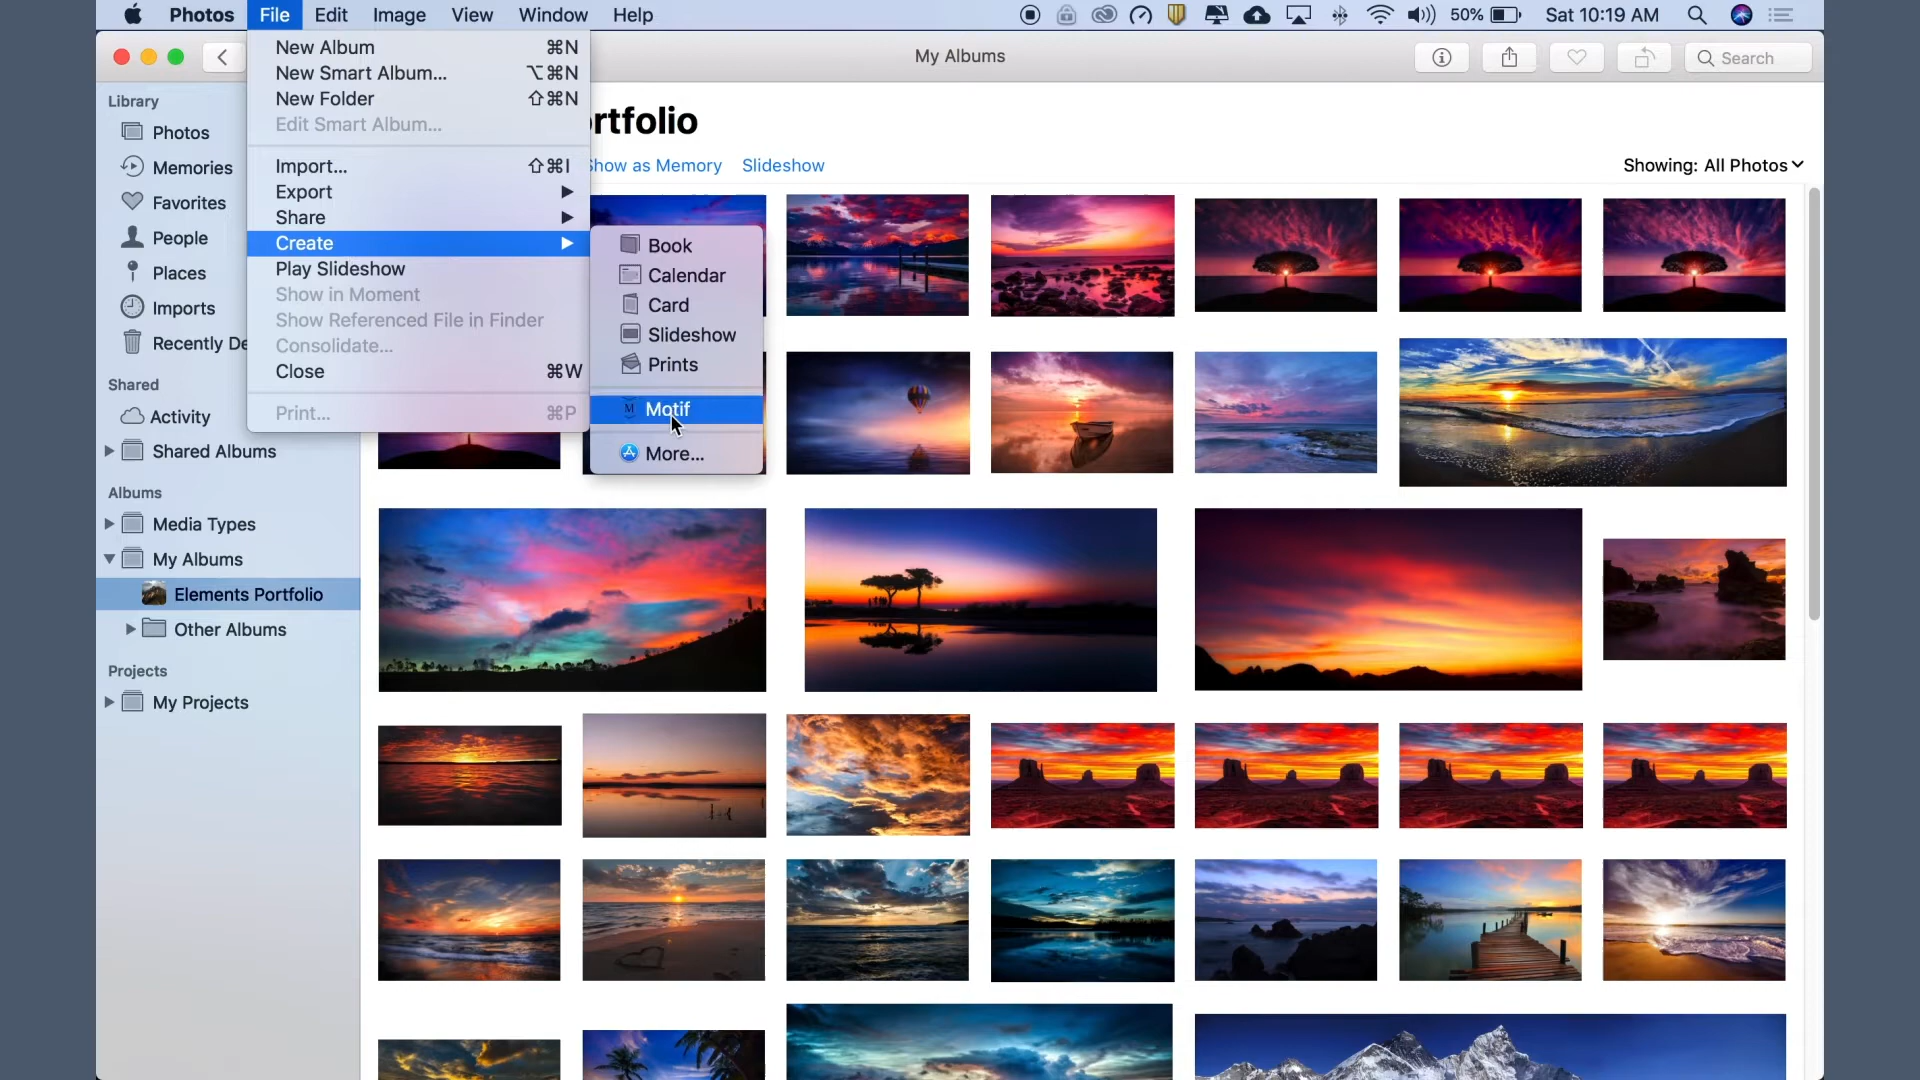 Photos File Edit Image View Window Help 50% Sat 10:19 AM
My Albums
Search
Library
Photos
Memories
Favorites
People
Places
Imports
Recently De
Shared
Activity
Shared Albums
Albums
Media Types
My Albums
Elements Portfolio
Other Albums
Projects
My Projects
New Album ⌘N
New Smart Album... ⌥⌘N
New Folder ⇧⌘N
Edit Smart Album...
Import... ⇧⌘I
Export
Share
Create
Play Slideshow
Show in Moment
Show Referenced File in Finder
Consolidate...
Close ⌘W
Print... ⌘P
Book
Calendar
Card
Slideshow
Prints
M Motif
More...
ortfolio
Show as Memory Slideshow
Showing: All Photos